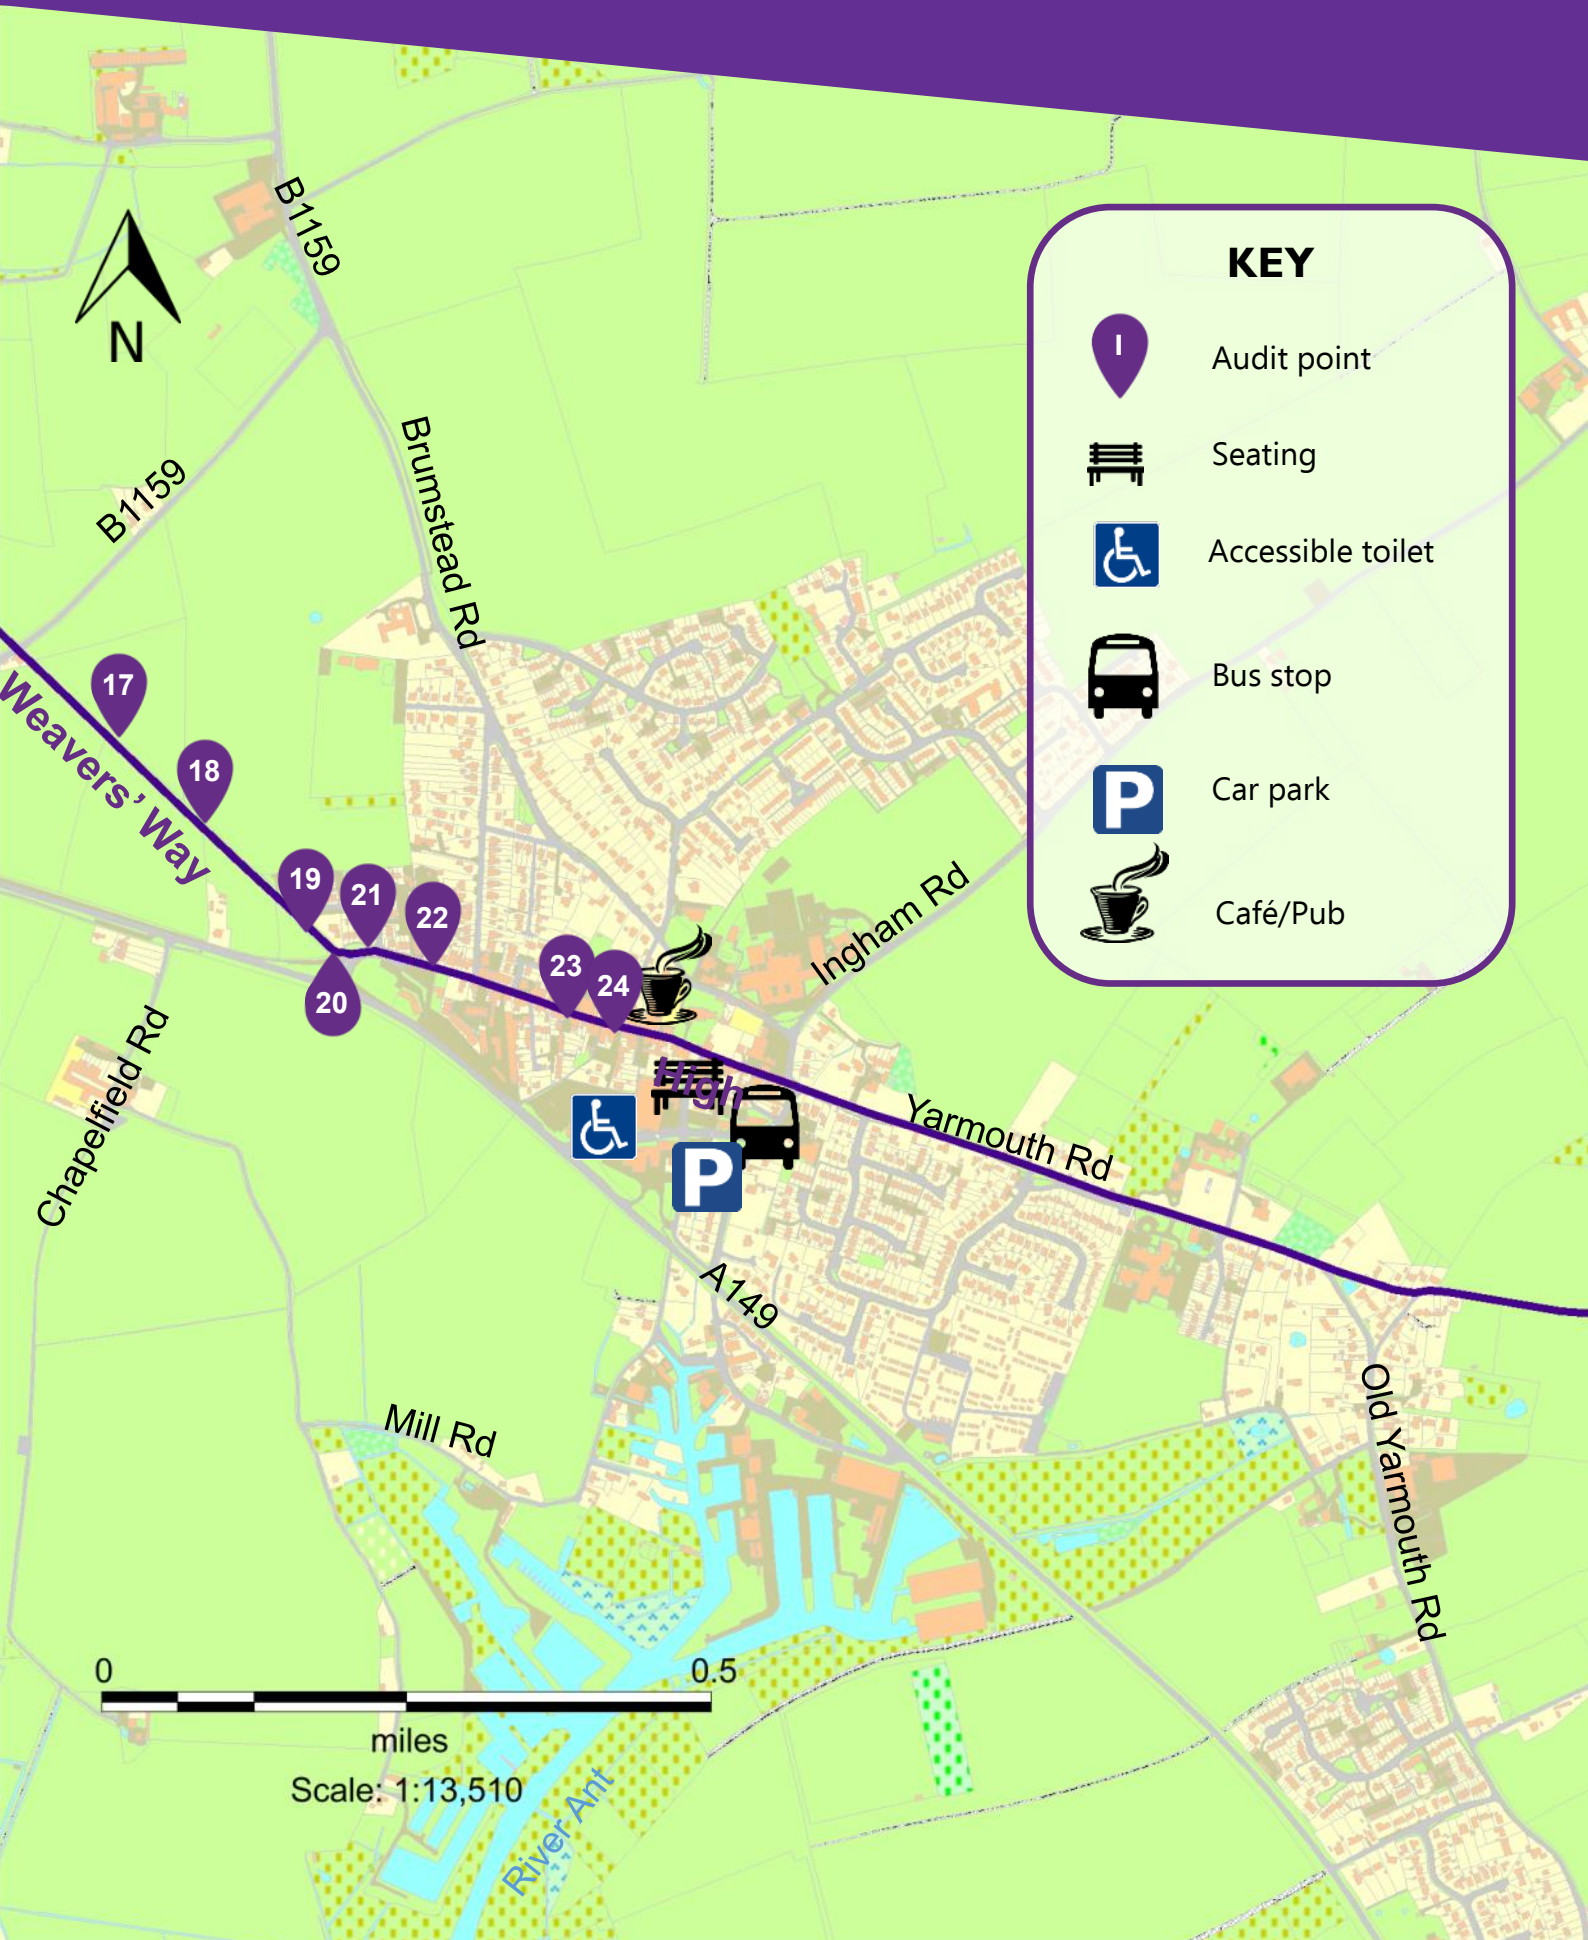 B1159
N
B1159
Brumstead Rd
KEY
I
Audit point
Seating
Accessible toilet
Bus stop
P
Car park
Café/Pub
Weavers' Way
17
18
19
20
21
22
23
24
Ingham Rd
High
P
Yarmouth Rd
Chapelfield Rd
A149
Mill Rd
Old Yarmouth Rd
0
0.5
miles
Scale: 1:13,510
River Ant